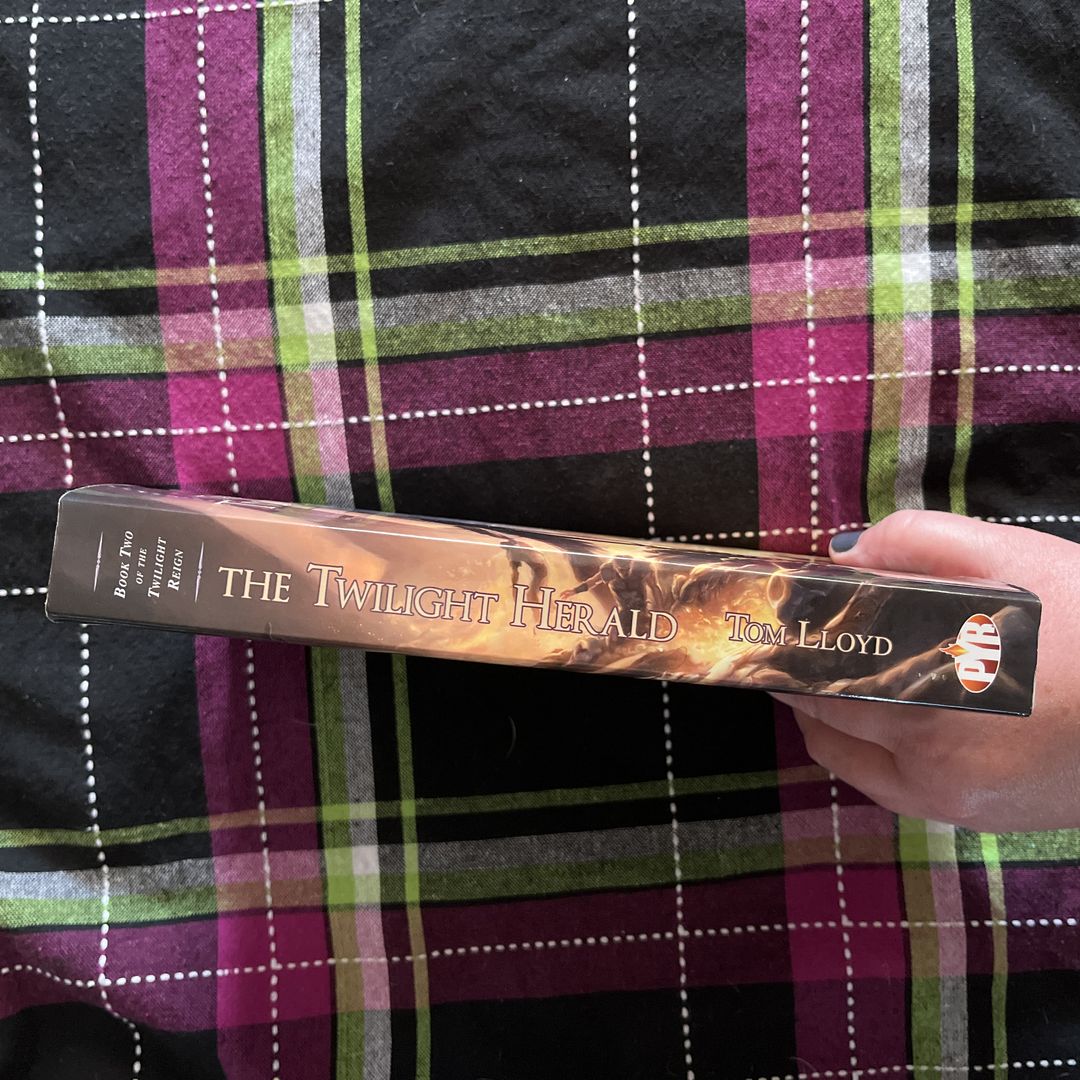 BOOK TWO
OF THE
TWILIGHT
REIGN
THE TWILIGHT HERALD
TOM LLOYD
PYR